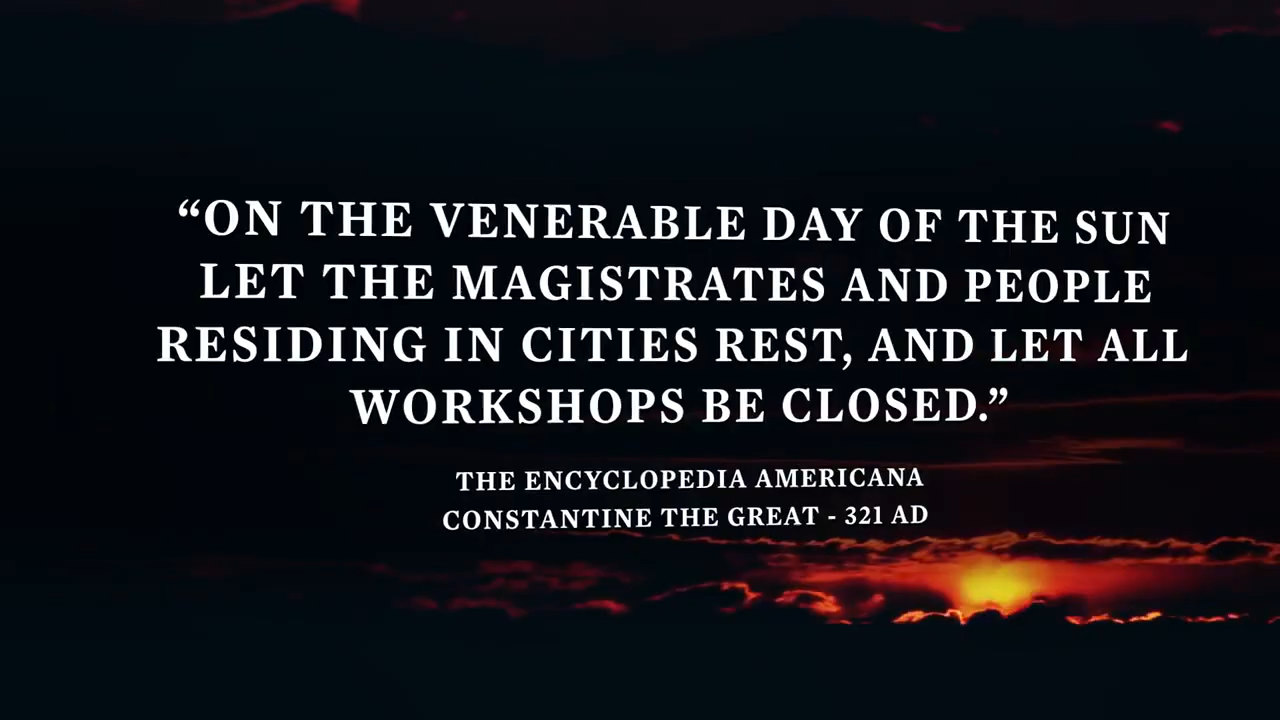 “ON THE VENERABLE DAY OF THE SUN
LET THE MAGISTRATES AND PEOPLE
RESIDING IN CITIES REST, AND LET ALL
WORKSHOPS BE CLOSED.”
THE ENCYCLOPEDIA AMERICANA
CONSTANTINE THE GREAT - 321 AD